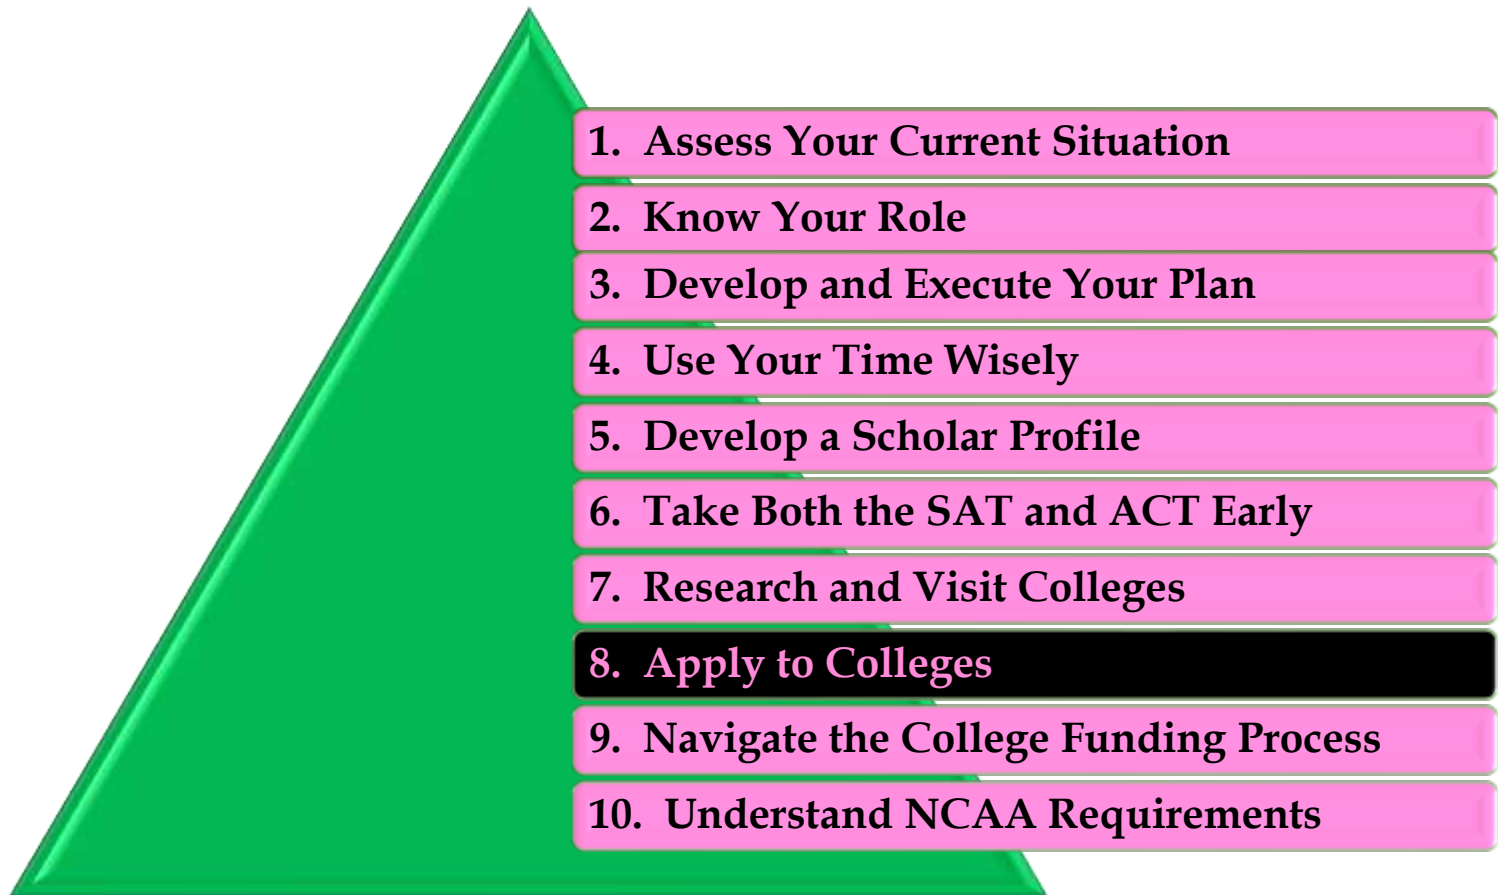 1. Assess Your Current Situation
2. Know Your Role
3. Develop and Execute Your Plan
4. Use Your Time Wisely
5. Develop a Scholar Profile
6. Take Both the SAT and ACT Early
7. Research and Visit Colleges
8. Apply to Colleges
9. Navigate the College Funding Process
10. Understand NCAA Requirements